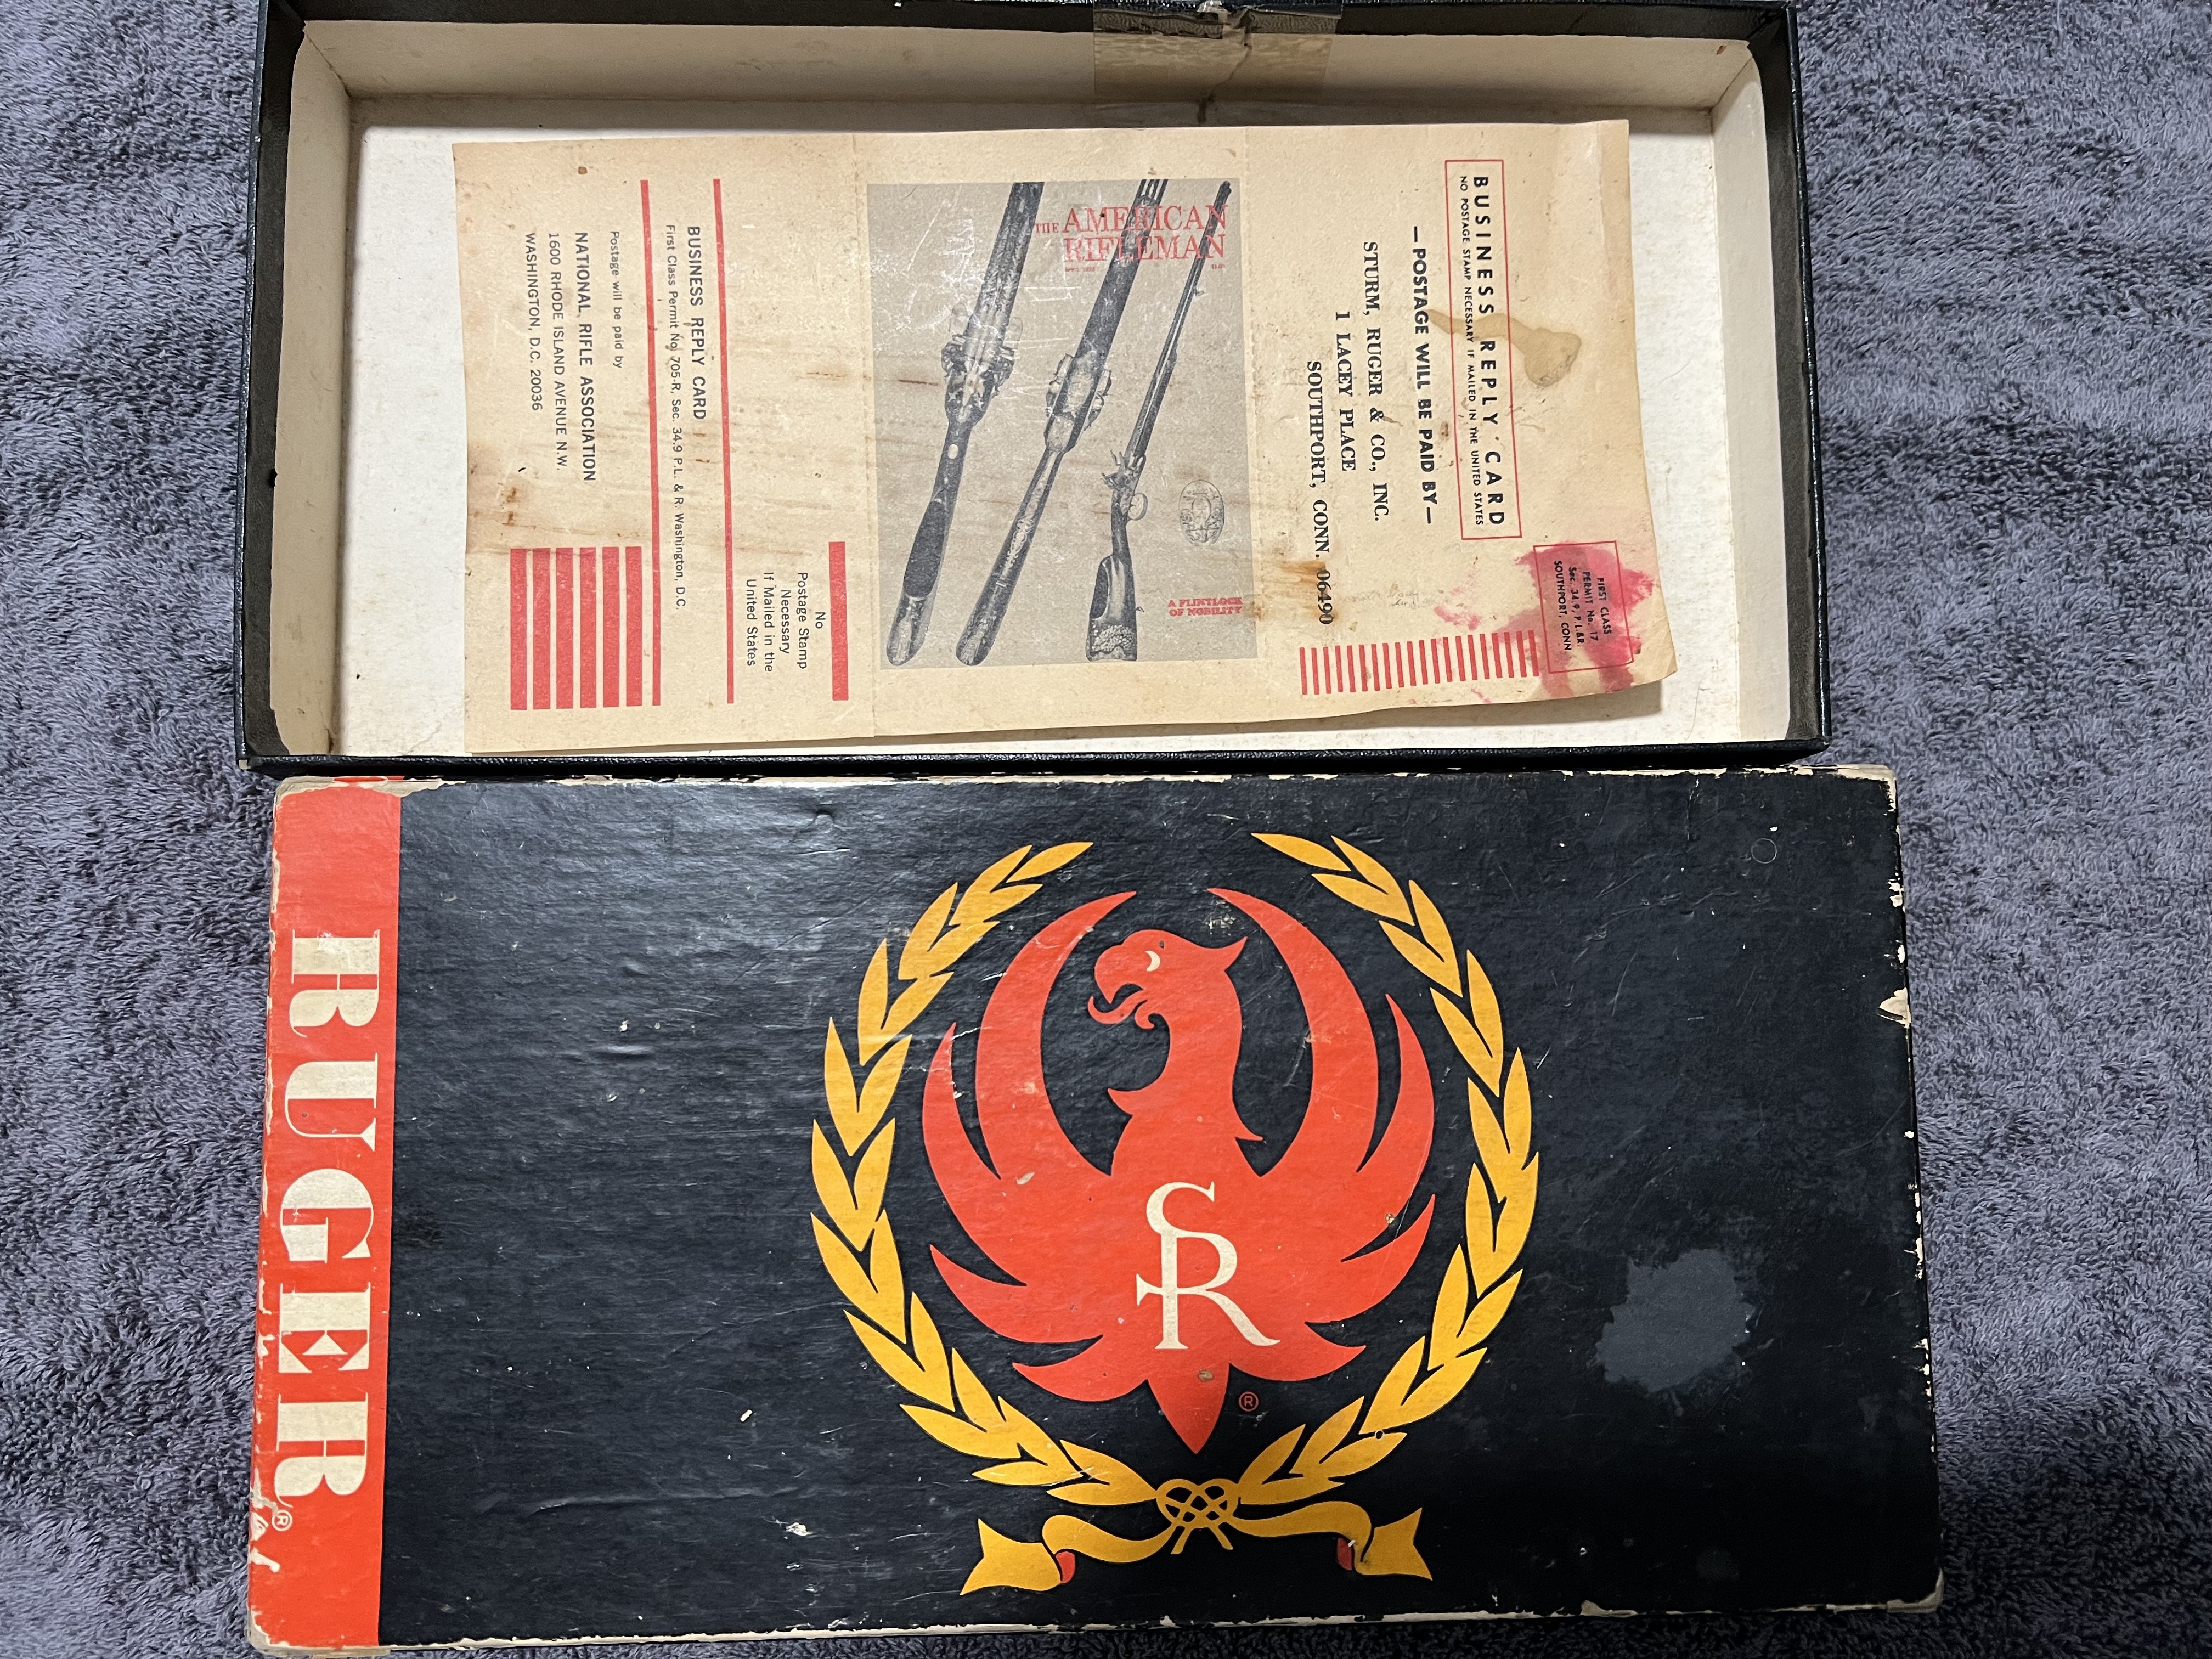 BUSINESS REPLY CARD
NO POSTAGE STAMP NECESSARY IF MAILED IN THE UNITED STATES
—POSTAGE WILL BE PAID BY—
STURM, RUGER & CO., INC.
1 LACEY PLACE
SOUTHPORT, CONN. 06490
FIRST CLASS
PERMIT No. 17
Sec. 34.9, P.L.&R.
SOUTHPORT, CONN.
THE AMERICAN
RIFLEMAN
A FLINTLOCK
OF NOBILITY
No
Postage Stamp
Necessary
If Mailed in the
United States
BUSINESS REPLY CARD
First Class Permit No. 705-R, Sec. 34.9 P.L. & R. Washington, D.C.
Postage will be paid by
NATIONAL RIFLE ASSOCIATION
1600 RHODE ISLAND AVENUE N.W.
WASHINGTON, D.C. 20036
RUGER®
SR
®